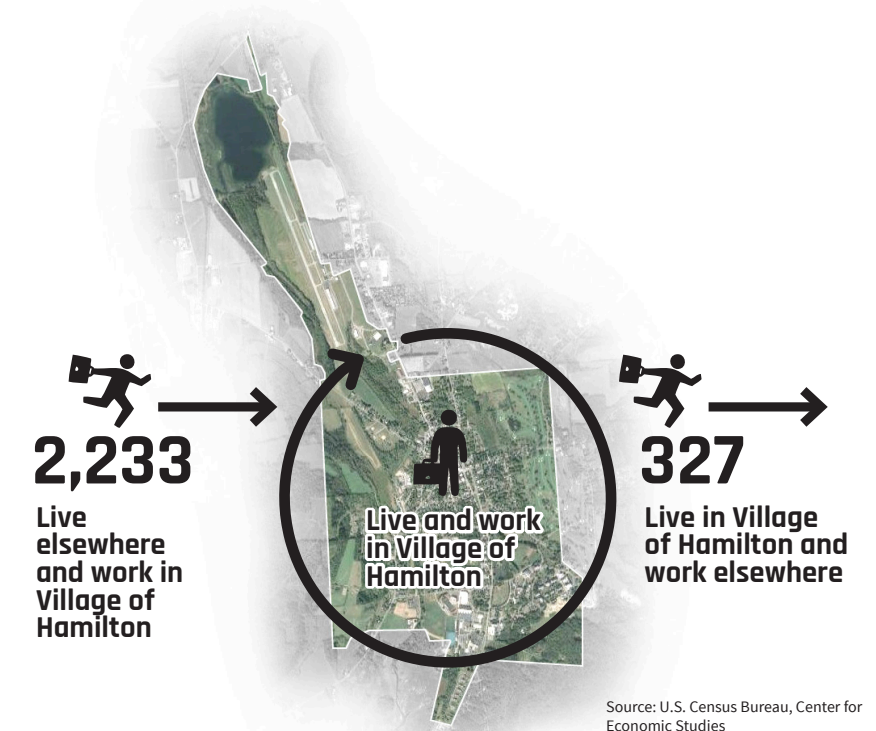 2,233
Live
elsewhere
and work in
Village of
Hamilton
Live and work
in Village of
Hamilton
327
Live in Village
of Hamilton and
work elsewhere
Source: U.S. Census Bureau, Center for
Economic Studies